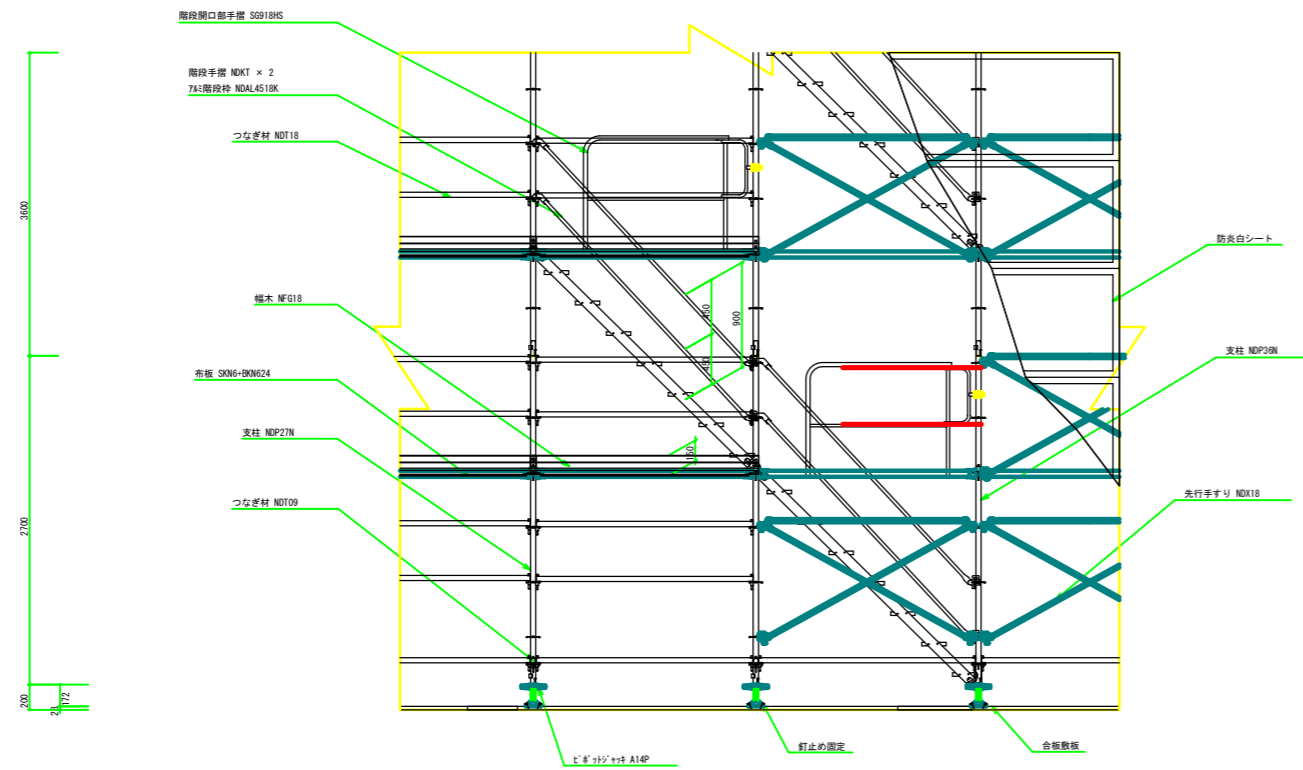 階段開口部手摺 SG918HS
階段手摺 NDKT × 2
ｱﾙﾐ階段枠 NDAL4518K
つなぎ材 NDT18
3600
防炎白シート
幅木 NFG18
450
900
450
支柱 NDP36N
布板 SKN6+BKN624
支柱 NDP27N
150
つなぎ材 NDT09
先行手すり NDX18
2700
200
172
28
ﾋﾟﾎﾞｯﾄｼﾞｬｯｷ A14P
釘止め固定
合板敷板